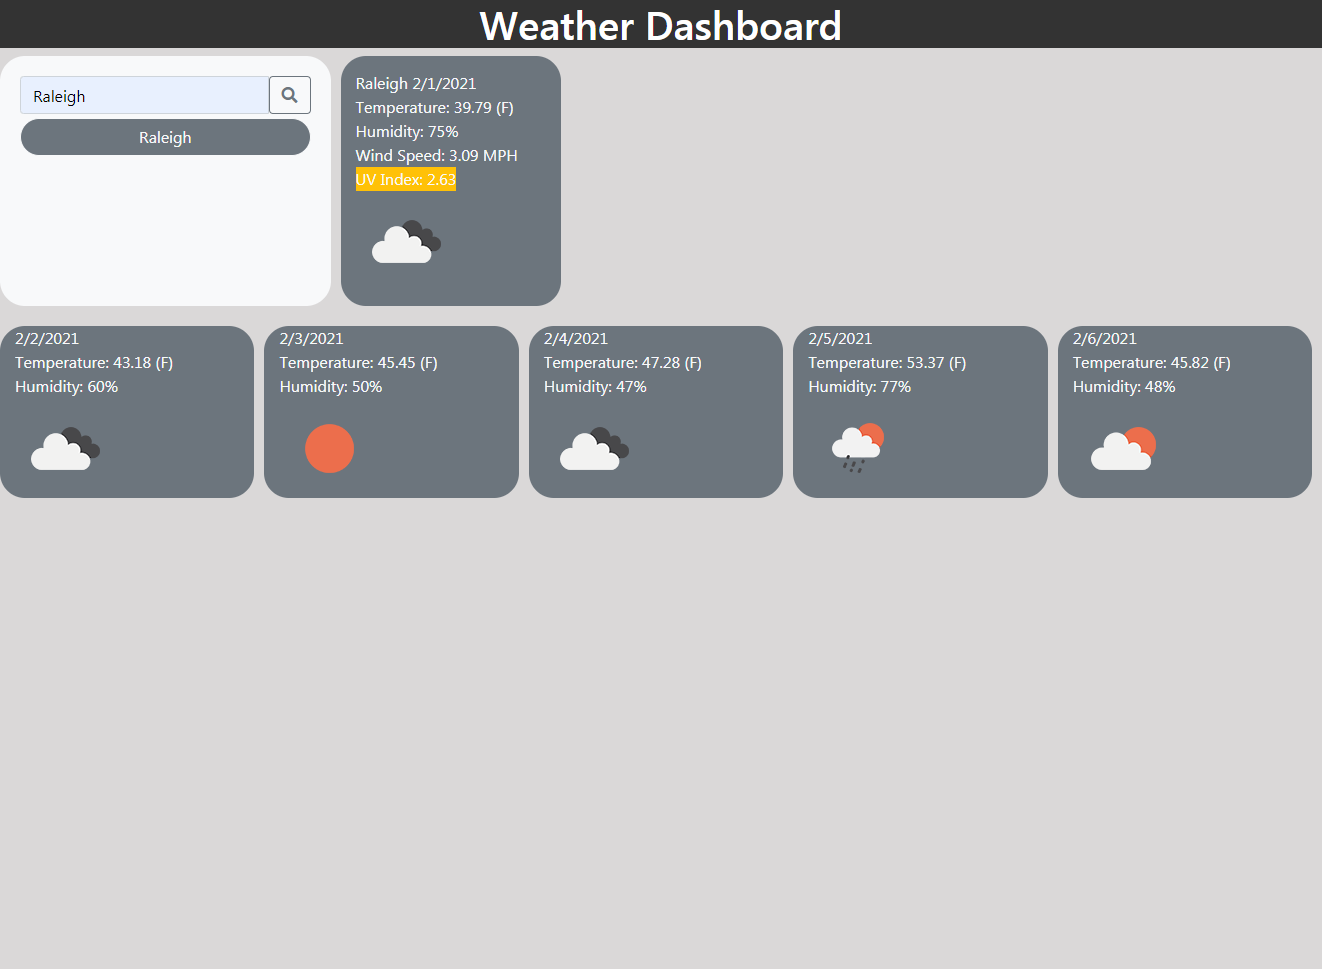 Weather Dashboard
Raleigh
Raleigh
Raleigh 2/1/2021
Temperature: 39.79 (F)
Humidity: 75%
Wind Speed: 3.09 MPH
UV Index: 2.63
2/2/2021
Temperature: 43.18 (F)
Humidity: 60%
2/3/2021
Temperature: 45.45 (F)
Humidity: 50%
2/4/2021
Temperature: 47.28 (F)
Humidity: 47%
2/5/2021
Temperature: 53.37 (F)
Humidity: 77%
2/6/2021
Temperature: 45.82 (F)
Humidity: 48%